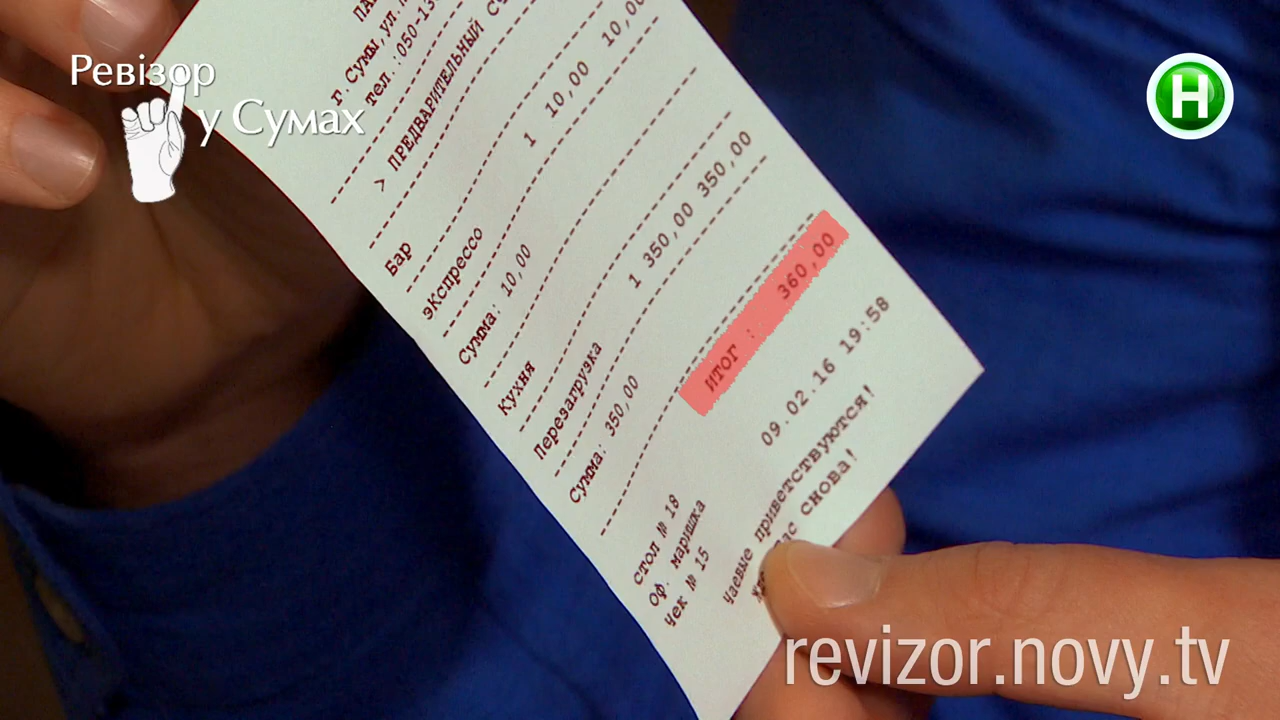 Ревізор
у Сумах
Н
г.Сумы,ул.
тел.:050-13
> ПРЕДВАРИТЕЛЬНЫЙ
Бар
эКспрессо 1 10,00 10,00
Сумма: 10,00
Кухня
Перезагрузка 1 350,00 350,00
Сумма: 350,00
ИТОГ : 360,00
стол № 18
Оф. маришка 09.02.16 19:58
Чек № 15
Чаевые приветствуются!
вас снова!
revizor.novy.tv